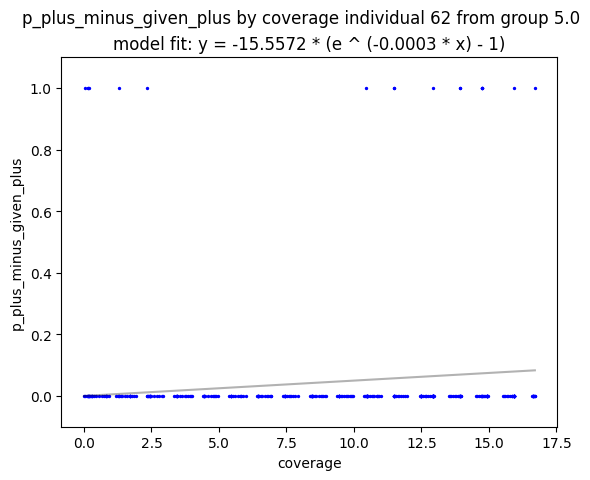 p_plus_minus_given_plus by coverage individual 62 from group 5.0
model fit: y = -15.5572 * (e ^ (-0.0003 * x) - 1)
1.0
0.8
0.6
0.4
0.2
0.0
p_plus_minus_given_plus
0.0 2.5 5.0 7.5 10.0 12.5 15.0 17.5
coverage